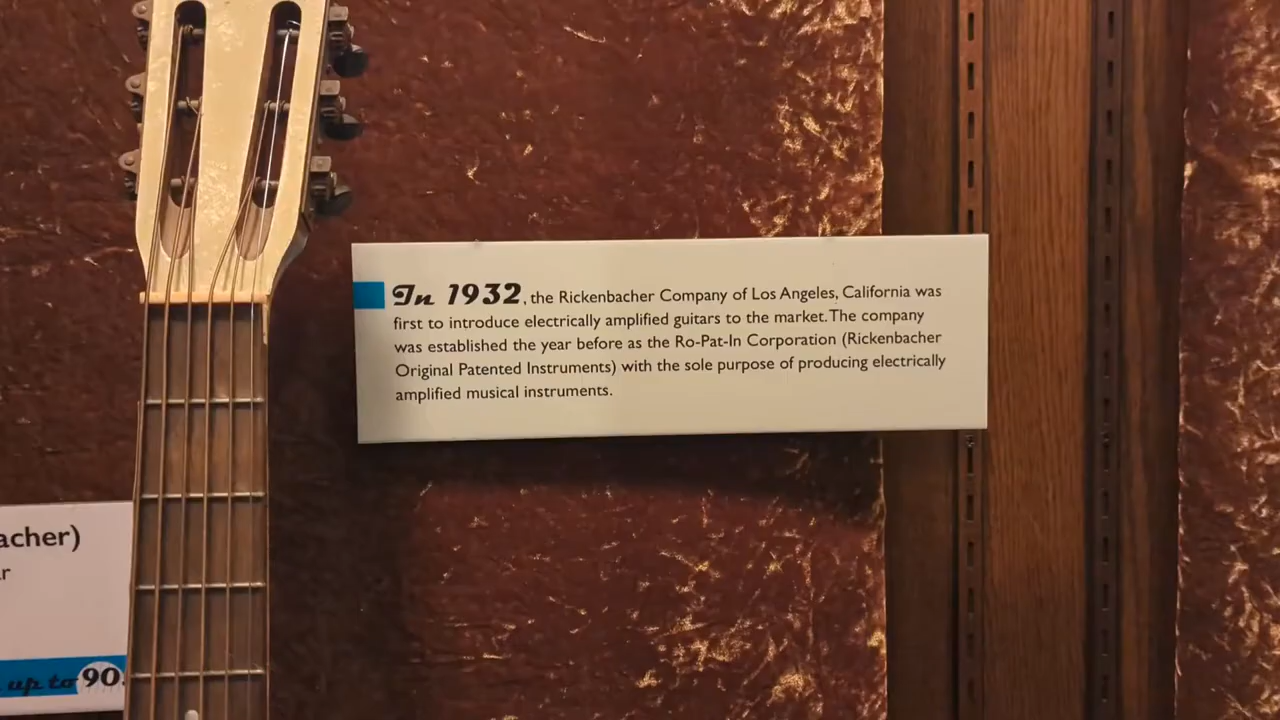 In 1932, the Rickenbacher Company of Los Angeles, California was
first to introduce electrically amplified guitars to the market. The company
was established the year before as the Ro-Pat-In Corporation (Rickenbacher
Original Patented Instruments) with the sole purpose of producing electrically
amplified musical instruments.
acher)
r
up to 90